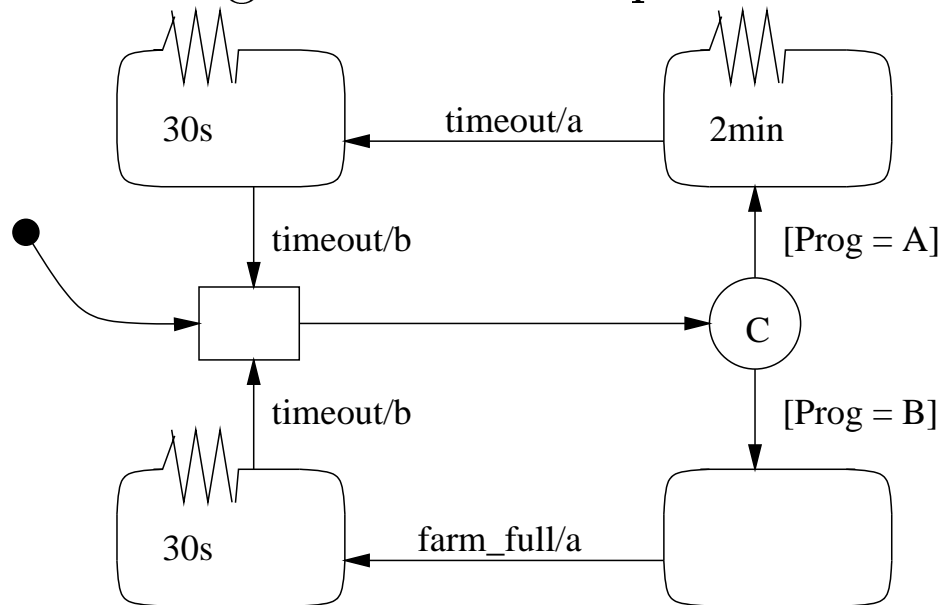 timeout/a
30s
2min
timeout/b
[Prog = A]
C
timeout/b
[Prog = B]
farm_full/a
30s